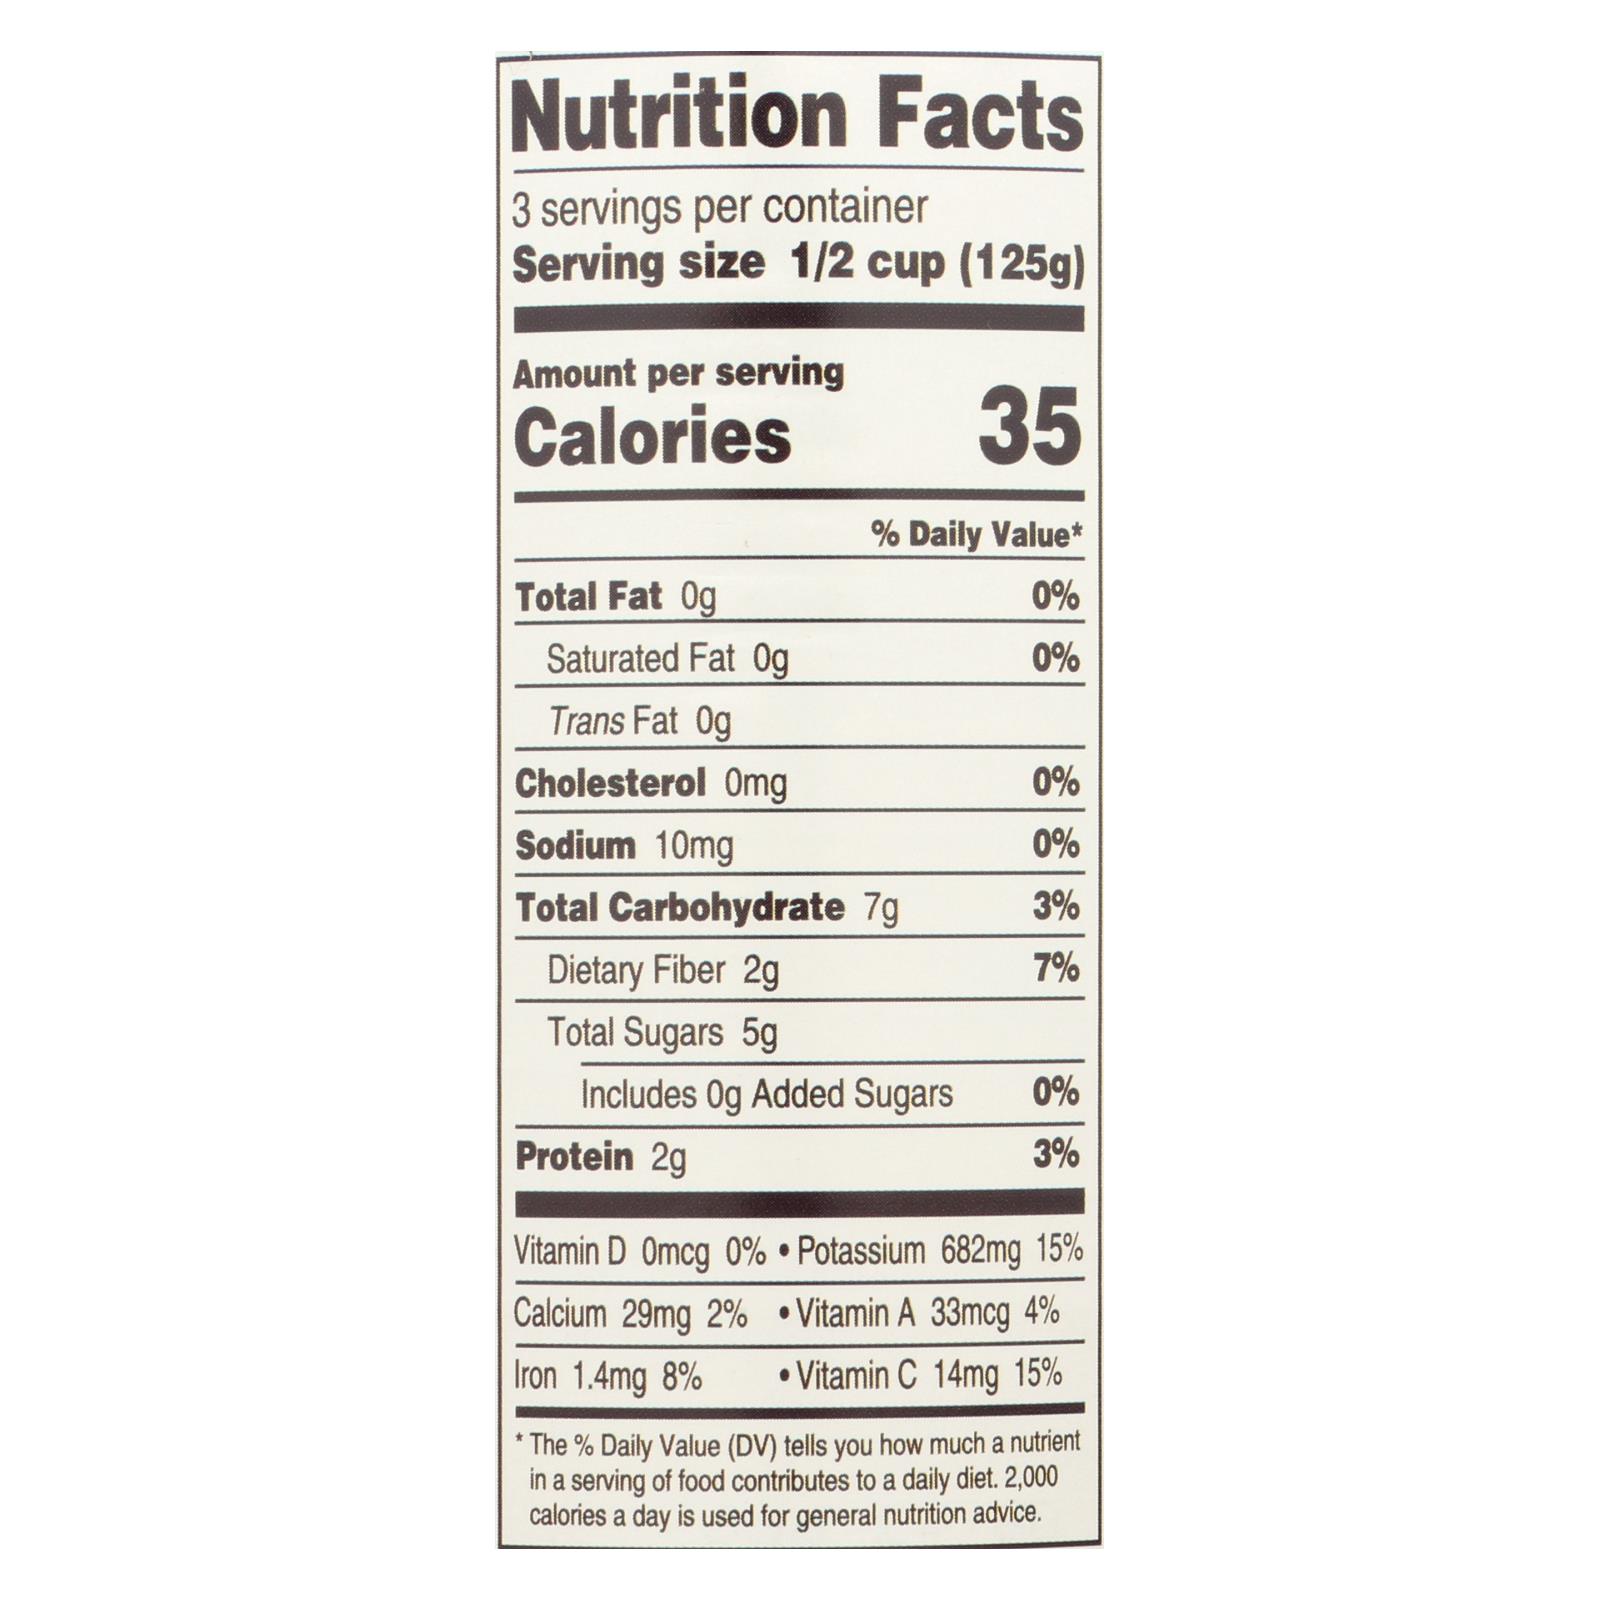 Nutrition Facts
3 servings per container
Serving size 1/2 cup (125g)
Amount per serving
Calories 35
% Daily Value*
Total Fat 0g 0%
Saturated Fat 0g 0%
Trans Fat 0g
Cholesterol 0mg 0%
Sodium 10mg 0%
Total Carbohydrate 7g 3%
Dietary Fiber 2g 7%
Total Sugars 5g
Includes 0g Added Sugars 0%
Protein 2g 3%
Vitamin D 0mcg 0% • Potassium 682mg 15%
Calcium 29mg 2% • Vitamin A 33mcg 4%
Iron 1.4mg 8% • Vitamin C 14mg 15%
* The % Daily Value (DV) tells you how much a nutrient
in a serving of food contributes to a daily diet. 2,000
calories a day is used for general nutrition advice.